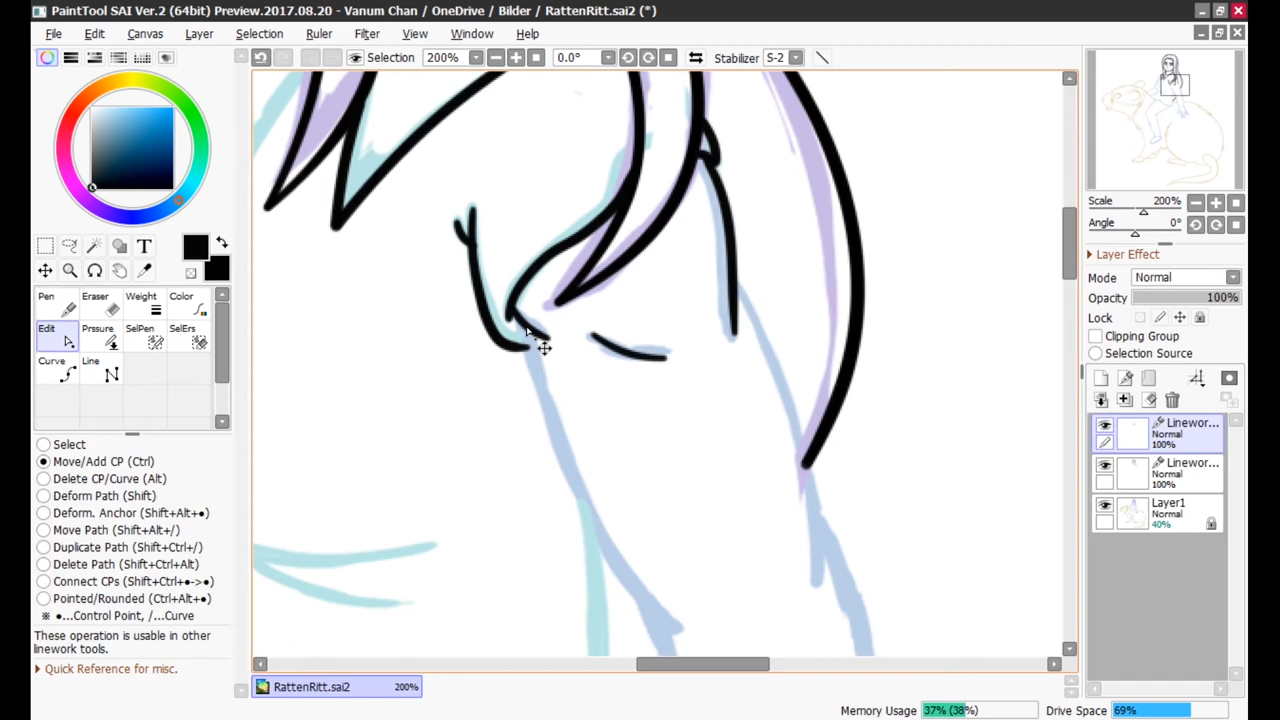 PaintTool SAI Ver.2 (64bit) Preview.2017.08.20 - Vanum Chan / OneDrive / Bilder / RattenRitt.sai2 (*)
File Edit Canvas Layer Selection Ruler Filter View Window Help
Selection 200% 0.0° Stabilizer S-2
Scale 200%
Angle 0°
Layer Effect
Mode Normal
Opacity 100%
Lock
Clipping Group
Selection Source
T
Pen Eraser Weight Color
Edit Prssure SelPen SelErs
Curve Line
Select
Move/Add CP (Ctrl)
Delete CP/Curve (Alt)
Deform Path (Shift)
Deform. Anchor (Shift+Alt+●)
Move Path (Shift+Alt+/)
Duplicate Path (Shift+Ctrl+/)
Delete Path (Shift+Ctrl+Alt)
Connect CPs (Shift+Ctrl+●->●)
Pointed/Rounded (Ctrl+Alt+●)
※ ●...Control Point, /...Curve
These operation is usable in other
linework tools.
Quick Reference for misc.
Linewor...
Normal
100%
Linewor...
Normal
100%
Layer1
Normal
40%
RattenRitt.sai2 200%
Memory Usage 37% (38%) Drive Space 69%